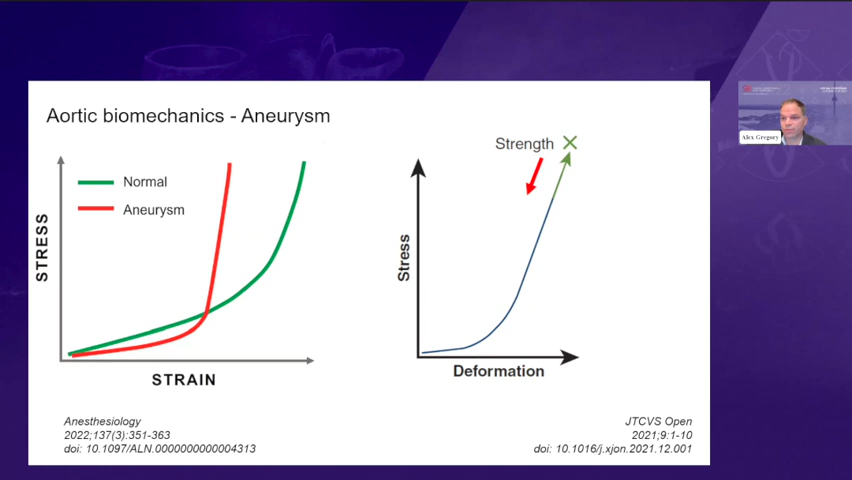 Aortic biomechanics - Aneurysm
Normal
Aneurysm
STRESS
STRAIN
Strength
Stress
Deformation
Anesthesiology
2022;137(3):351-363
doi: 10.1097/ALN.0000000000004313
JTCVS Open
2021;9:1-10
doi: 10.1016/j.xjon.2021.12.001
Alex Gregory